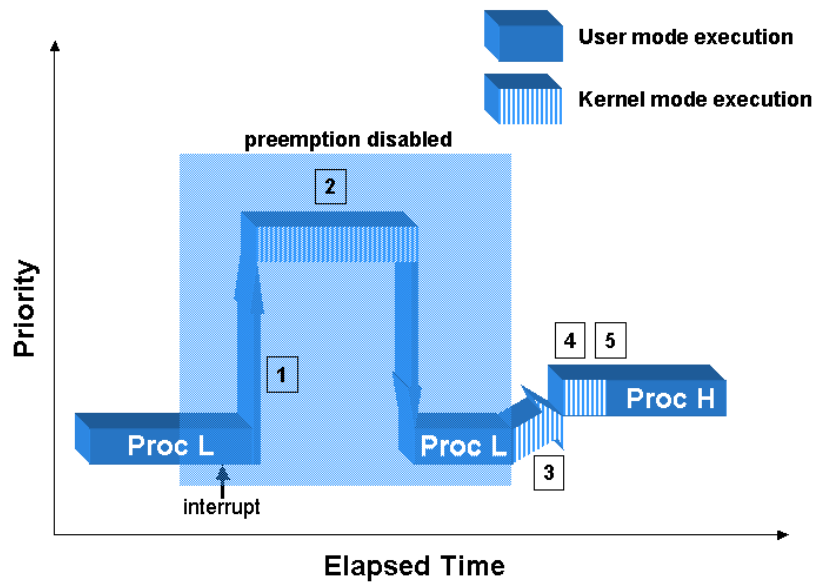 User mode execution
Kernel mode execution
preemption disabled
2
Priority
4 5
1
Proc H
Proc L
Proc L
3
interrupt
Elapsed Time